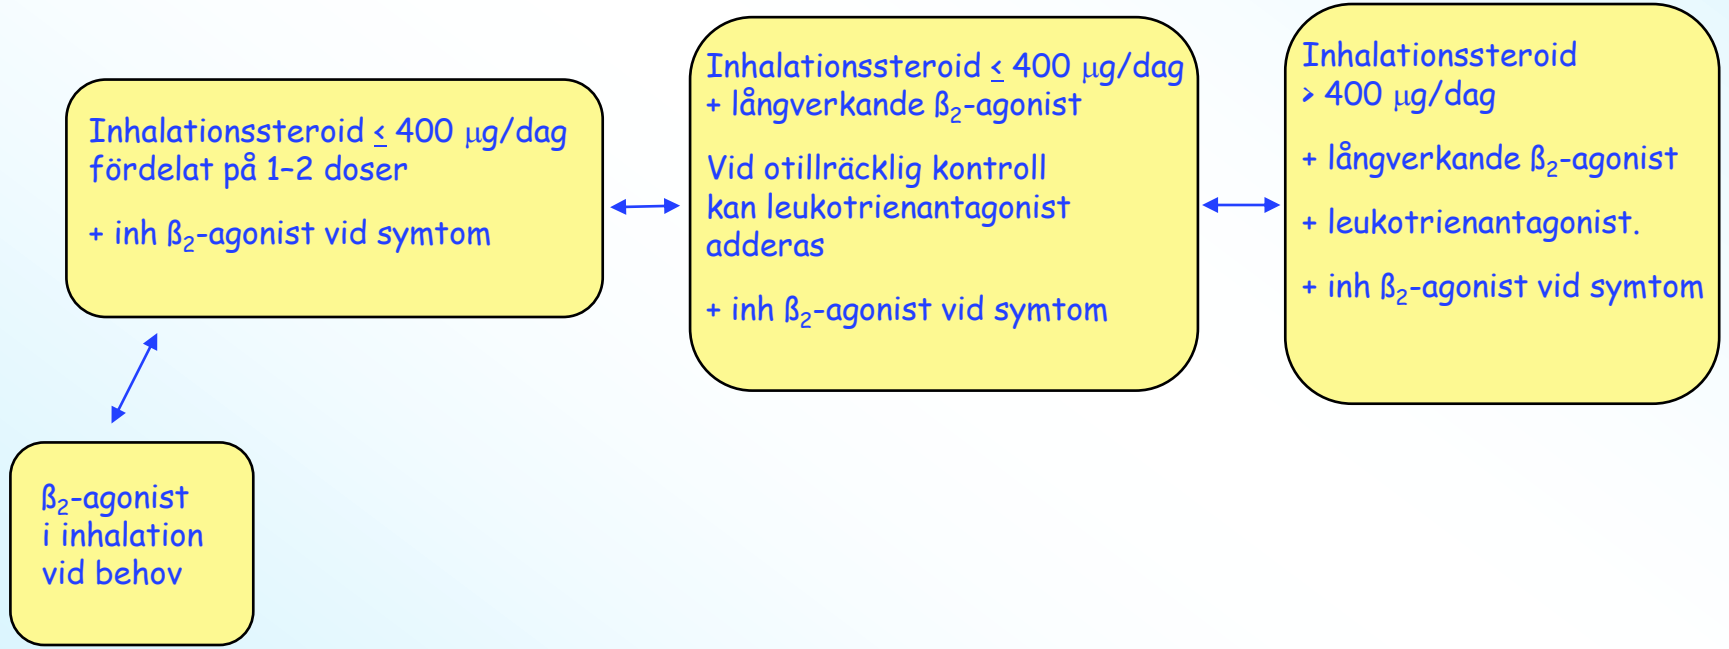 Inhalationssteroid ≤ 400 μg/dag
fördelat på 1–2 doser
+ inh ß₂-agonist vid symtom
Inhalationssteroid ≤ 400 μg/dag
+ långverkande ß₂-agonist
Vid otillräcklig kontroll
kan leukotrienantagonist
adderas
+ inh ß₂-agonist vid symtom
Inhalationssteroid
> 400 μg/dag
+ långverkande ß₂-agonist
+ leukotrienantagonist.
+ inh ß₂-agonist vid symtom
ß₂-agonist
i inhalation
vid behov